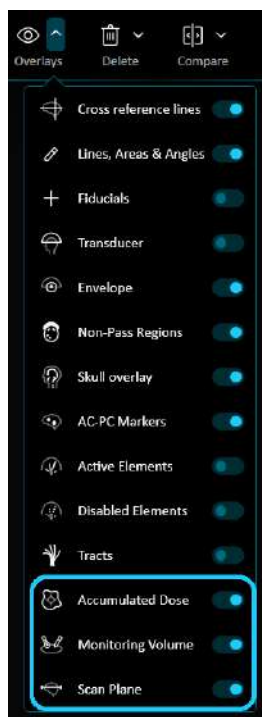 Overlays Delete Compare
Cross reference lines
Lines, Areas & Angles
Fiducials
Transducer
Envelope
Non-Pass Regions
Skull overlay
AC-PC Markers
Active Elements
Disabled Elements
Tracts
Accumulated Dose
Monitoring Volume
Scan Plane